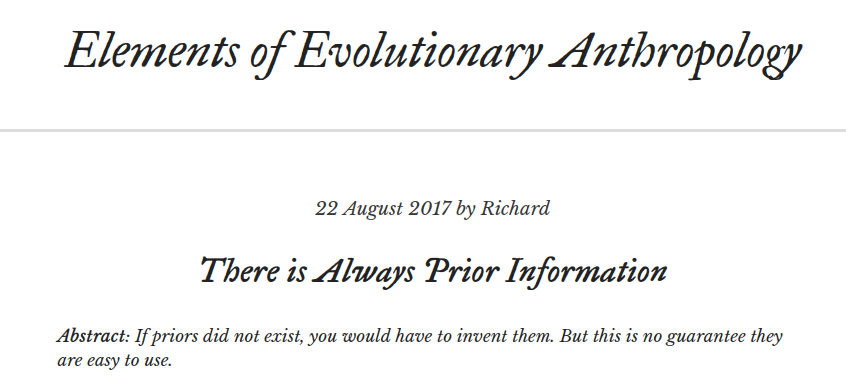 Elements of Evolutionary Anthropology
22 August 2017 by Richard
There is Always Prior Information
Abstract: If priors did not exist, you would have to invent them. But this is no guarantee they
are easy to use.